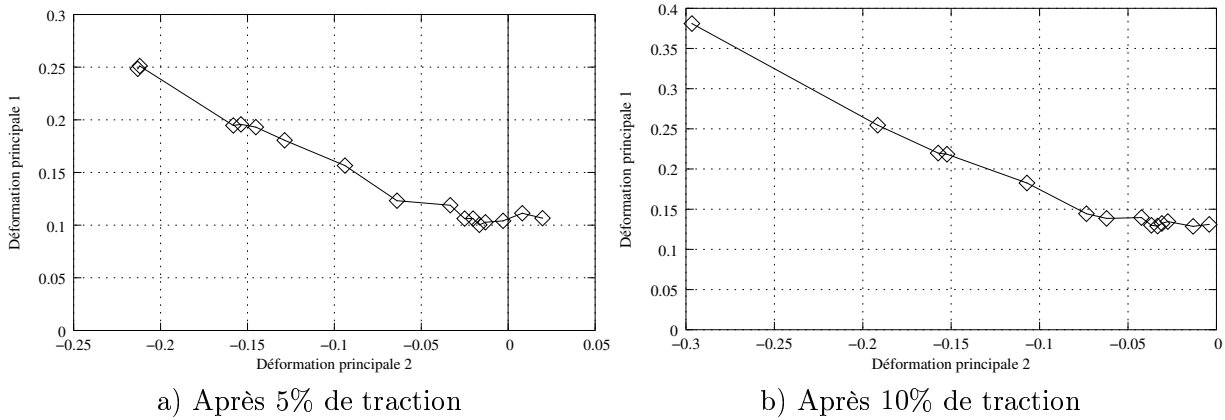 0.3
0.25
0.2
0.15
0.1
0.05
0
Déformation principale 1
−0.25 −0.2 −0.15 −0.1 −0.05 0 0.05
Déformation principale 2
a) Après 5% de traction
0.4
0.35
0.3
0.25
0.2
0.15
0.1
0.05
0
Déformation principale 1
−0.3 −0.25 −0.2 −0.15 −0.1 −0.05 0
Déformation principale 2
b) Après 10% de traction